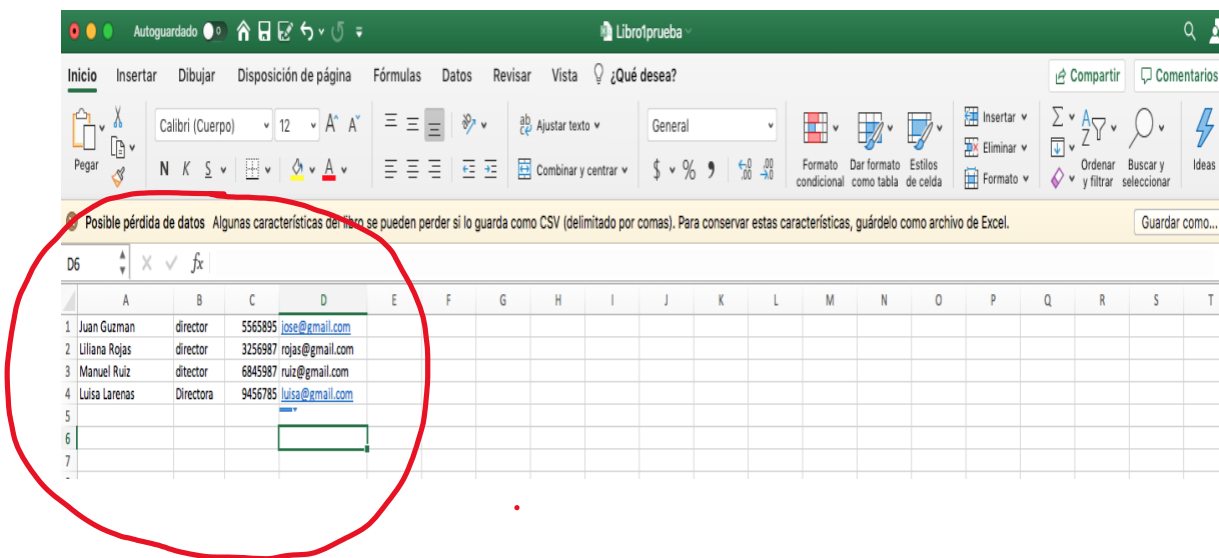 Autoguardado Libro1prueba
Inicio Insertar Dibujar Disposición de página Fórmulas Datos Revisar Vista ¿Qué desea? Compartir Comentarios
Calibri (Cuerpo) 12 A A ab Ajustar texto General Insertar
Eliminar
Pegar N K S A Combinar y centrar $ % Formato condicional Dar formato como tabla Estilos de celda Formato Ordenar y filtrar Buscar y seleccionar Ideas
Posible pérdida de datos Algunas características del libro se pueden perder si lo guarda como CSV (delimitado por comas). Para conservar estas características, guárdelo como archivo de Excel. Guardar como...
D6 fx
A B C D E F G H I J K L M N O P Q R S T
1 Juan Guzman director 5565895 jose@gmail.com
2 Liliana Rojas director 3256987 rojas@gmail.com
3 Manuel Ruiz ditector 6845987 ruiz@gmail.com
4 Luisa Larenas Directora 9456785 luisa@gmail.com
5
6
7